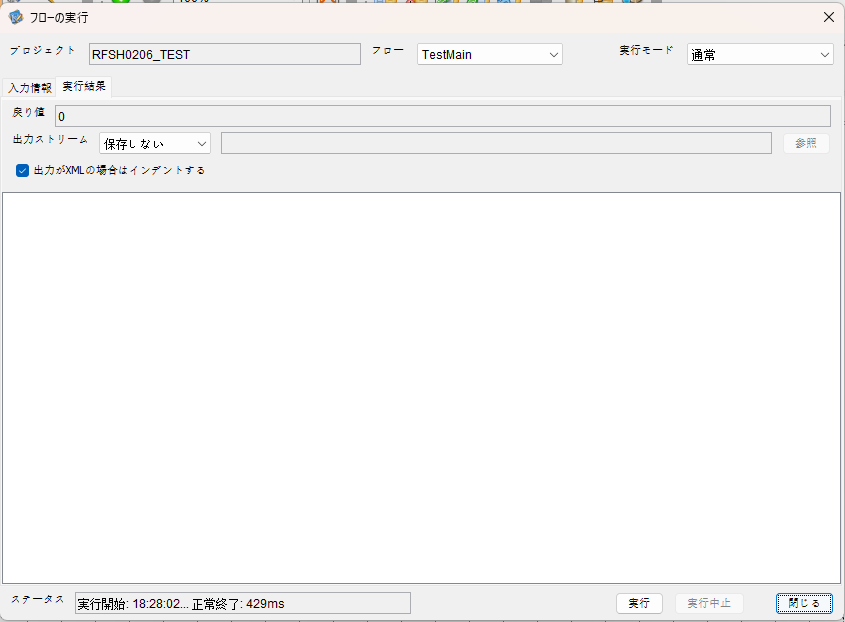 フローの実行
プロジェクト RFSH0206_TEST フロー TestMain 実行モード 通常
入力情報 実行結果
戻り値 0
出力ストリーム 保存しない 参照
出力がXMLの場合はインデントする
ステータス 実行開始: 18:28:02... 正常終了: 429ms 実行 実行中止 閉じる